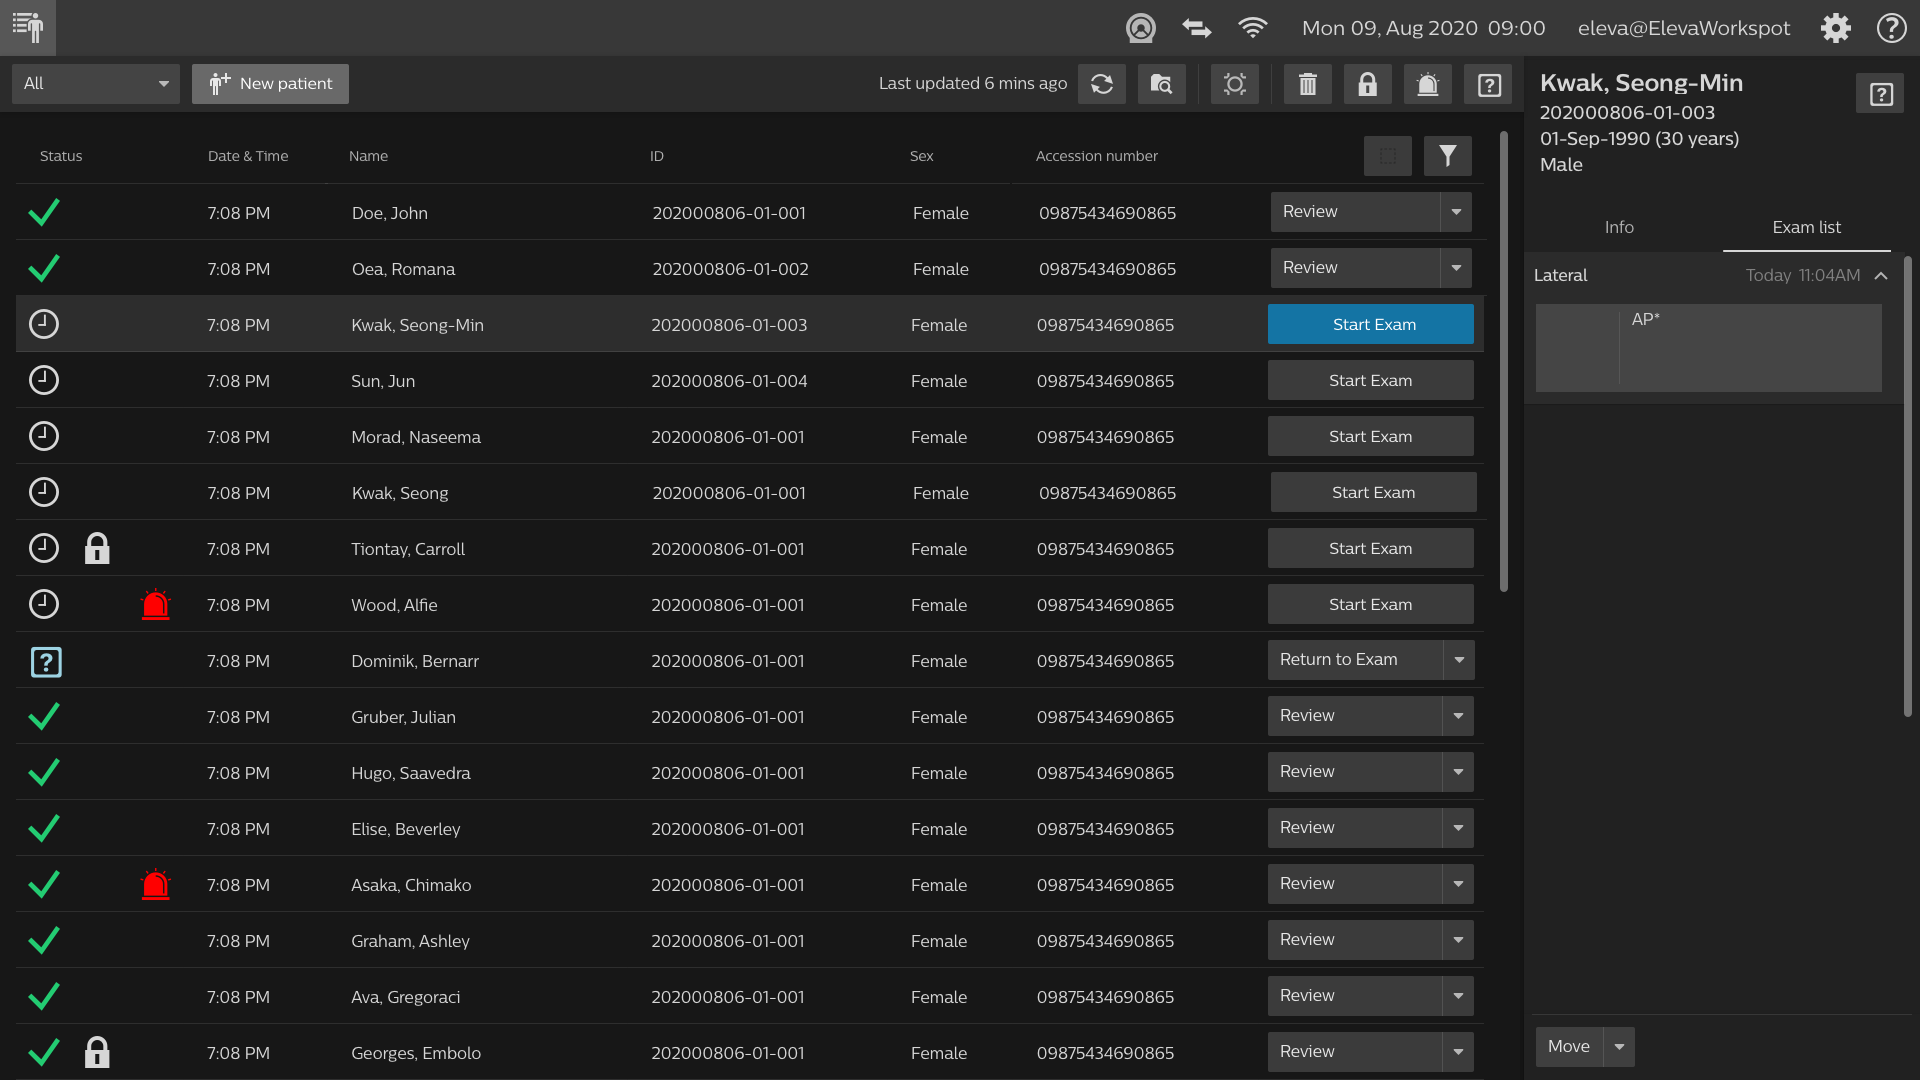 Mon 09, Aug 2020 09:00 eleva@ElevaWorkspot
All New patient Last updated 6 mins ago
Status Date & Time Name ID Sex Accession number
7:08 PM Doe, John 202000806-01-001 Female 09875434690865 Review
7:08 PM Oea, Romana 202000806-01-002 Female 09875434690865 Review
7:08 PM Kwak, Seong-Min 202000806-01-003 Female 09875434690865 Start Exam
7:08 PM Sun, Jun 202000806-01-004 Female 09875434690865 Start Exam
7:08 PM Morad, Naseema 202000806-01-001 Female 09875434690865 Start Exam
7:08 PM Kwak, Seong 202000806-01-001 Female 09875434690865 Start Exam
7:08 PM Tiontay, Carroll 202000806-01-001 Female 09875434690865 Start Exam
7:08 PM Wood, Alfie 202000806-01-001 Female 09875434690865 Start Exam
7:08 PM Dominik, Bernarr 202000806-01-001 Female 09875434690865 Return to Exam
7:08 PM Gruber, Julian 202000806-01-001 Female 09875434690865 Review
7:08 PM Hugo, Saavedra 202000806-01-001 Female 09875434690865 Review
7:08 PM Elise, Beverley 202000806-01-001 Female 09875434690865 Review
7:08 PM Asaka, Chimako 202000806-01-001 Female 09875434690865 Review
7:08 PM Graham, Ashley 202000806-01-001 Female 09875434690865 Review
7:08 PM Ava, Gregoraci 202000806-01-001 Female 09875434690865 Review
7:08 PM Georges, Embolo 202000806-01-001 Female 09875434690865 Review
Kwak, Seong-Min
202000806-01-003
01-Sep-1990 (30 years)
Male
Info Exam list
Lateral Today 11:04AM
AP*
Move